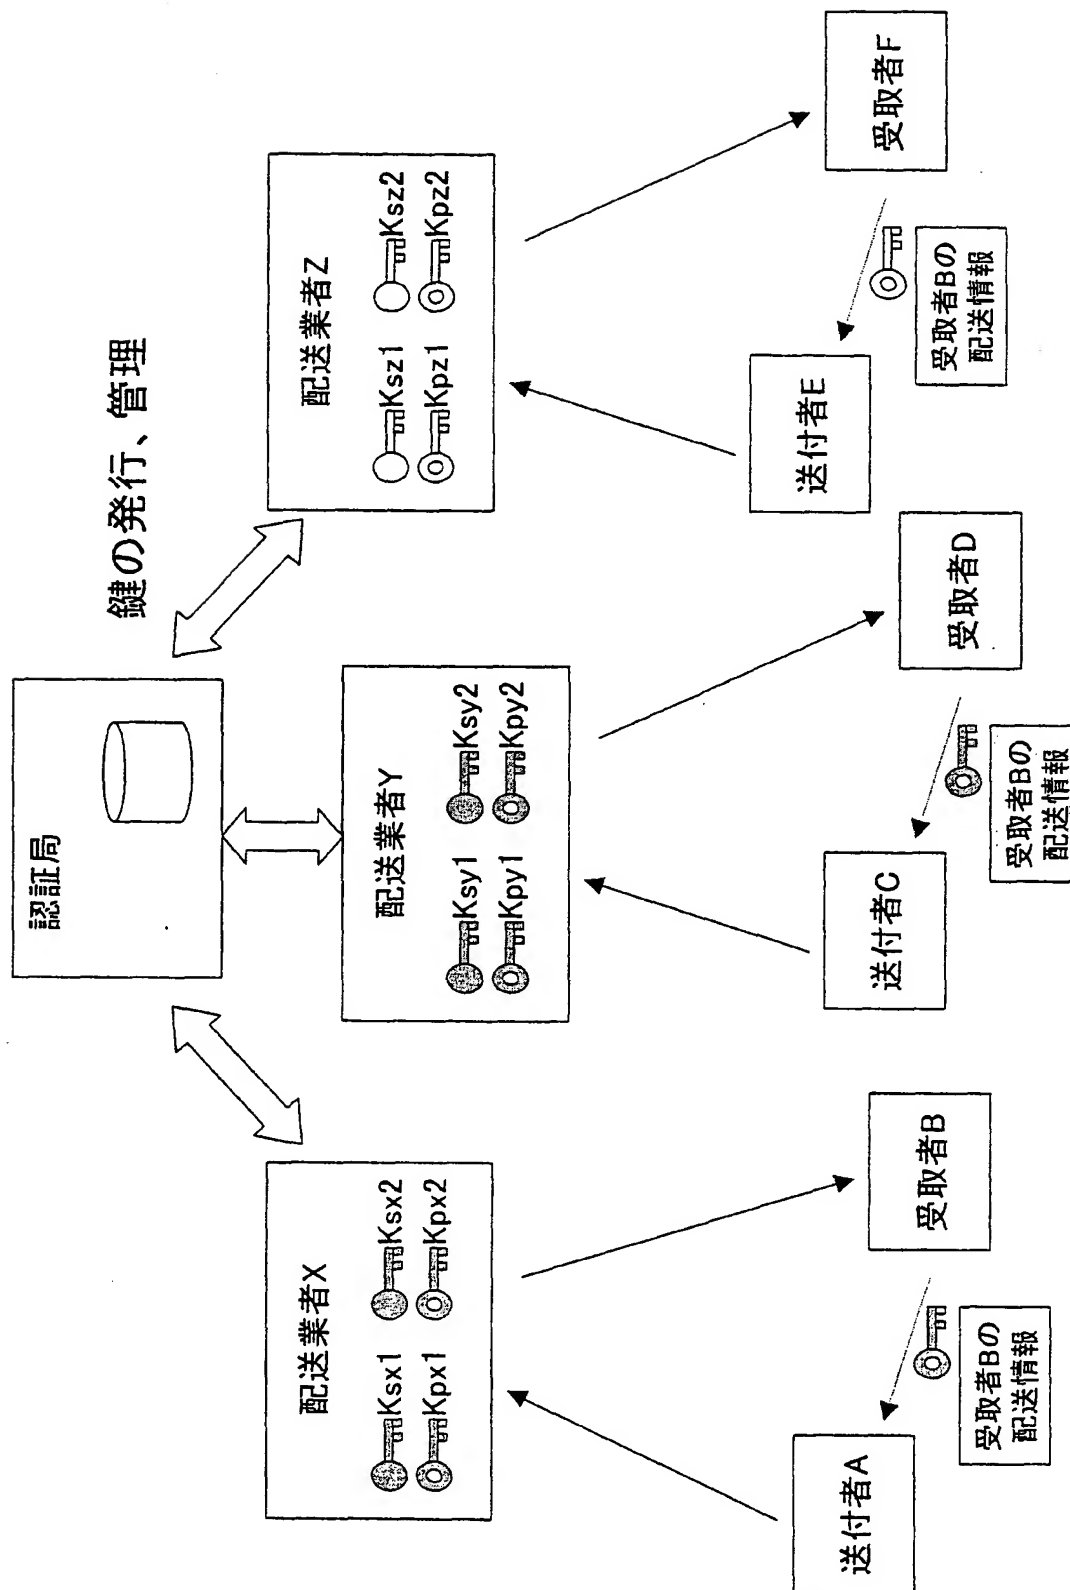 認証局
鍵の発行、管理
配送業者X
Ksx1
Ksx2
Kpx1
Kpx2
配送業者Y
Ksy1
Ksy2
Kpy1
Kpy2
配送業者Z
Ksz1
Ksz2
Kpz1
Kpz2
送付者A
受取者B
受取者Bの
配送情報
送付者C
受取者D
受取者Bの
配送情報
送付者E
受取者F
受取者Bの
配送情報